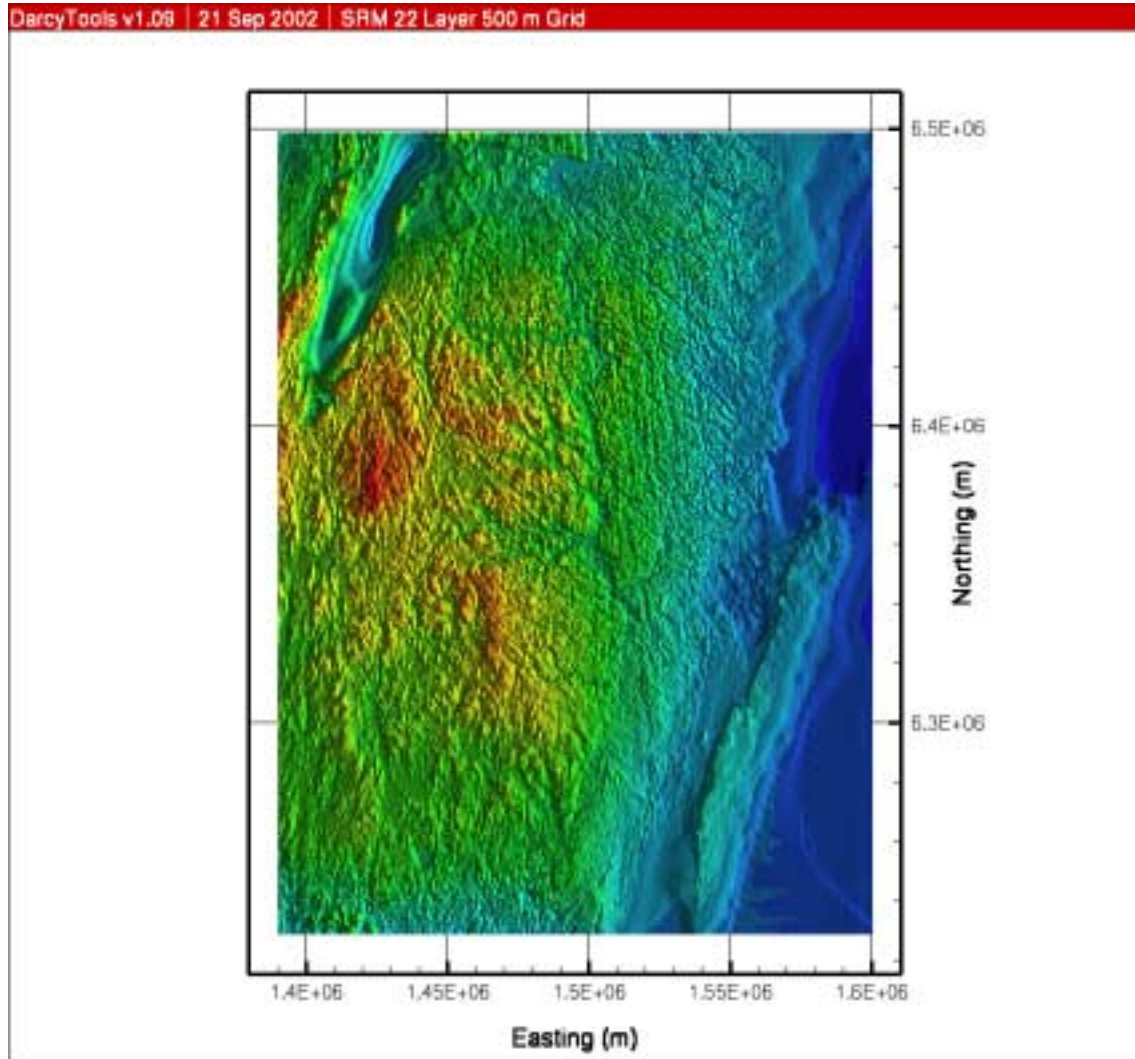 DarcyTools v1.09 | 21 Sep 2002 | SRM 22 Layer 500 m Grid
6.5E+06
6.4E+06
Northing (m)
6.3E+06
1.4E+06 1.45E+06 1.5E+06 1.55E+06 1.6E+06
Easting (m)